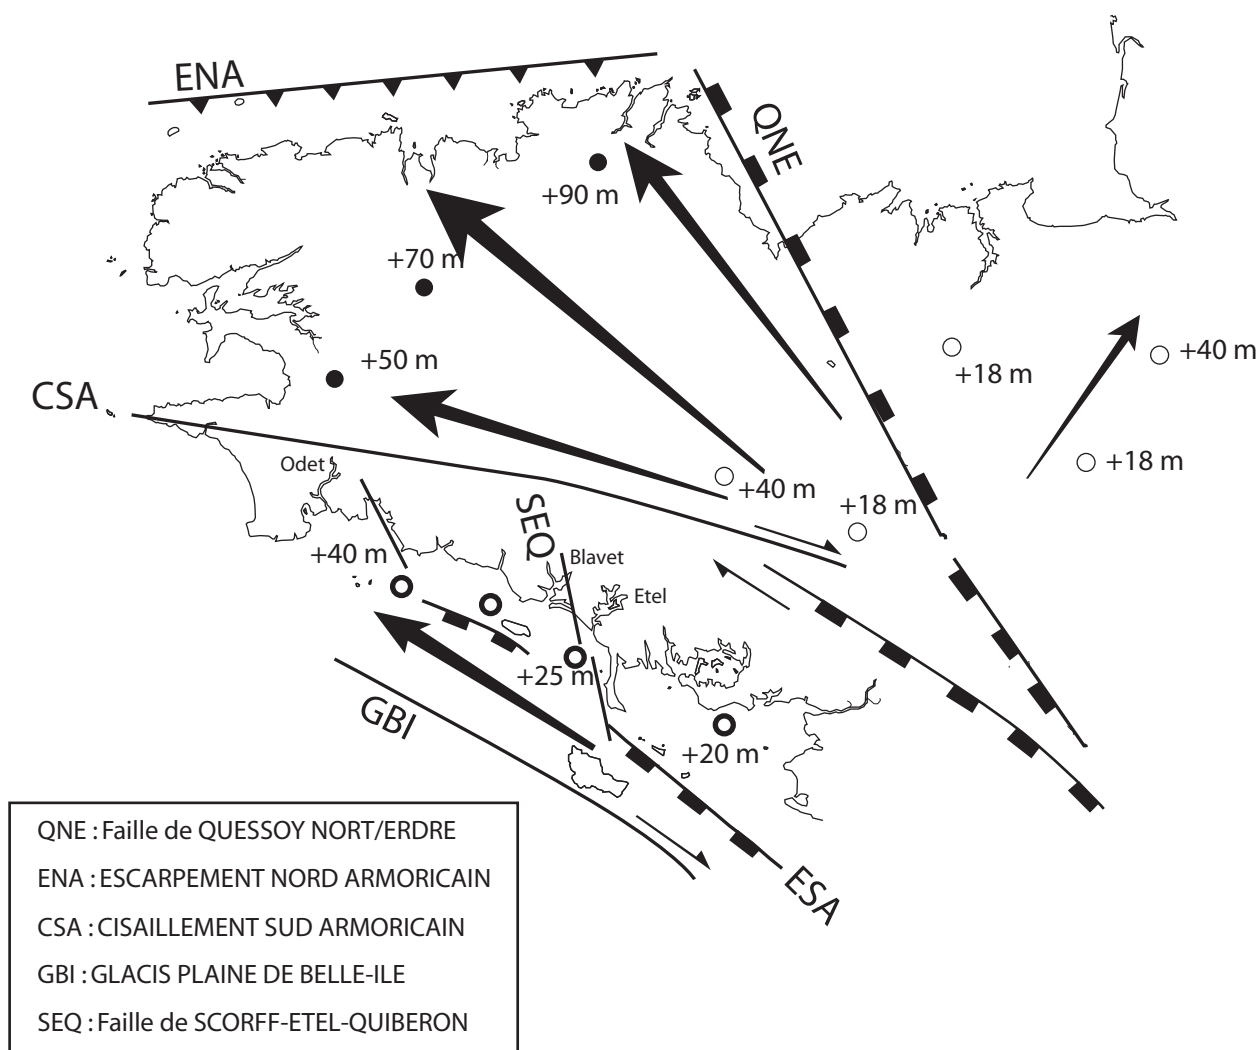 ENA
QNE
+90 m
+70 m
+50 m
+18 m
+40 m
+18 m
CSA
Odet
+40 m
+18 m
SEQ
+40 m
Blavet
Etel
+25 m
+20 m
GBI
ESA
QNE : Faille de QUESSOY NORT/ERDRE
ENA : ESCARPEMENT NORD ARMORICAIN
CSA : CISAILLEMENT SUD ARMORICAIN
GBI : GLACIS PLAINE DE BELLE-ILE
SEQ : Faille de SCORFF-ETEL-QUIBERON